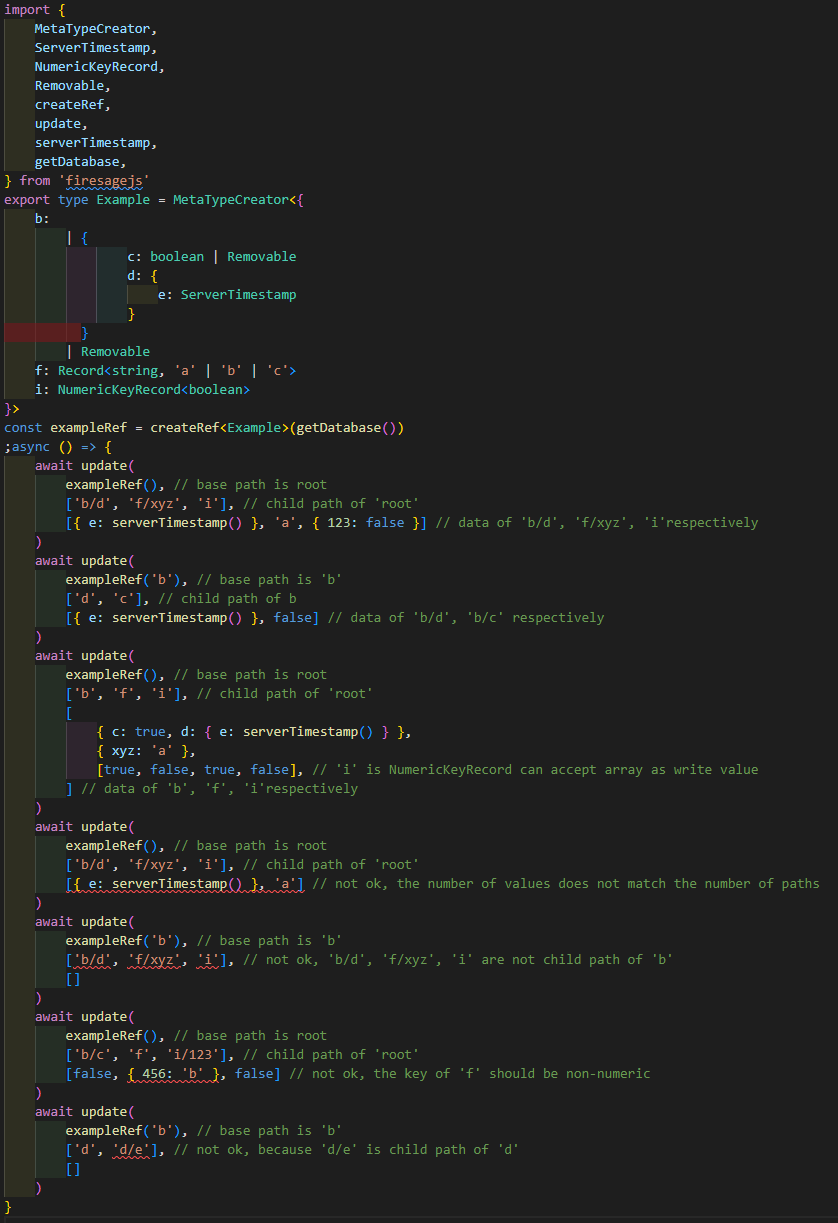 import {
    MetaTypeCreator,
    ServerTimestamp,
    NumericKeyRecord,
    Removable,
    createRef,
    update,
    serverTimestamp,
    getDatabase,
} from 'firesagejs'
export type Example = MetaTypeCreator<{
    b:
        | {
                c: boolean | Removable
                d: {
                    e: ServerTimestamp
                }
          }
        | Removable
    f: Record<string, 'a' | 'b' | 'c'>
    i: NumericKeyRecord<boolean>
}>
const exampleRef = createRef<Example>(getDatabase())
;async () => {
    await update(
        exampleRef(), // base path is root
        ['b/d', 'f/xyz', 'i'], // child path of 'root'
        [{ e: serverTimestamp() }, 'a', { 123: false }] // data of 'b/d', 'f/xyz', 'i'respectively
    )
    await update(
        exampleRef('b'), // base path is 'b'
        ['d', 'c'], // child path of b
        [{ e: serverTimestamp() }, false] // data of 'b/d', 'b/c' respectively
    )
    await update(
        exampleRef(), // base path is root
        ['b', 'f', 'i'], // child path of 'root'
        [
            { c: true, d: { e: serverTimestamp() } },
            { xyz: 'a' },
            [true, false, true, false], // 'i' is NumericKeyRecord can accept array as write value
        ] // data of 'b', 'f', 'i'respectively
    )
    await update(
        exampleRef(), // base path is root
        ['b/d', 'f/xyz', 'i'], // child path of 'root'
        [{ e: serverTimestamp() }, 'a'] // not ok, the number of values does not match the number of paths
    )
    await update(
        exampleRef('b'), // base path is 'b'
        ['b/d', 'f/xyz', 'i'], // not ok, 'b/d', 'f/xyz', 'i' are not child path of 'b'
        []
    )
    await update(
        exampleRef(), // base path is root
        ['b/c', 'f', 'i/123'], // child path of 'root'
        [false, { 456: 'b' }, false] // not ok, the key of 'f' should be non-numeric
    )
    await update(
        exampleRef('b'), // base path is 'b'
        ['d', 'd/e'], // not ok, because 'd/e' is child path of 'd'
        []
    )
}